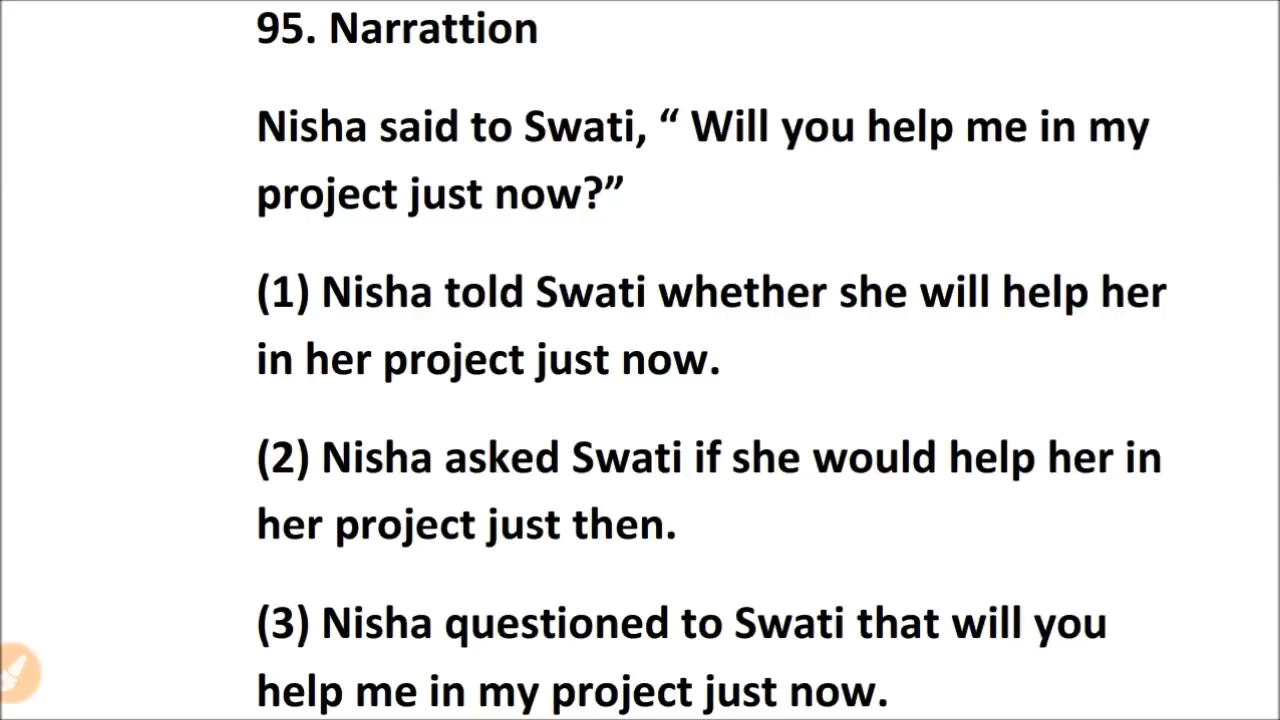 95. Narrattion
Nisha said to Swati, “ Will you help me in my
project just now?”
(1) Nisha told Swati whether she will help her
in her project just now.
(2) Nisha asked Swati if she would help her in
her project just then.
(3) Nisha questioned to Swati that will you
help me in my project just now.